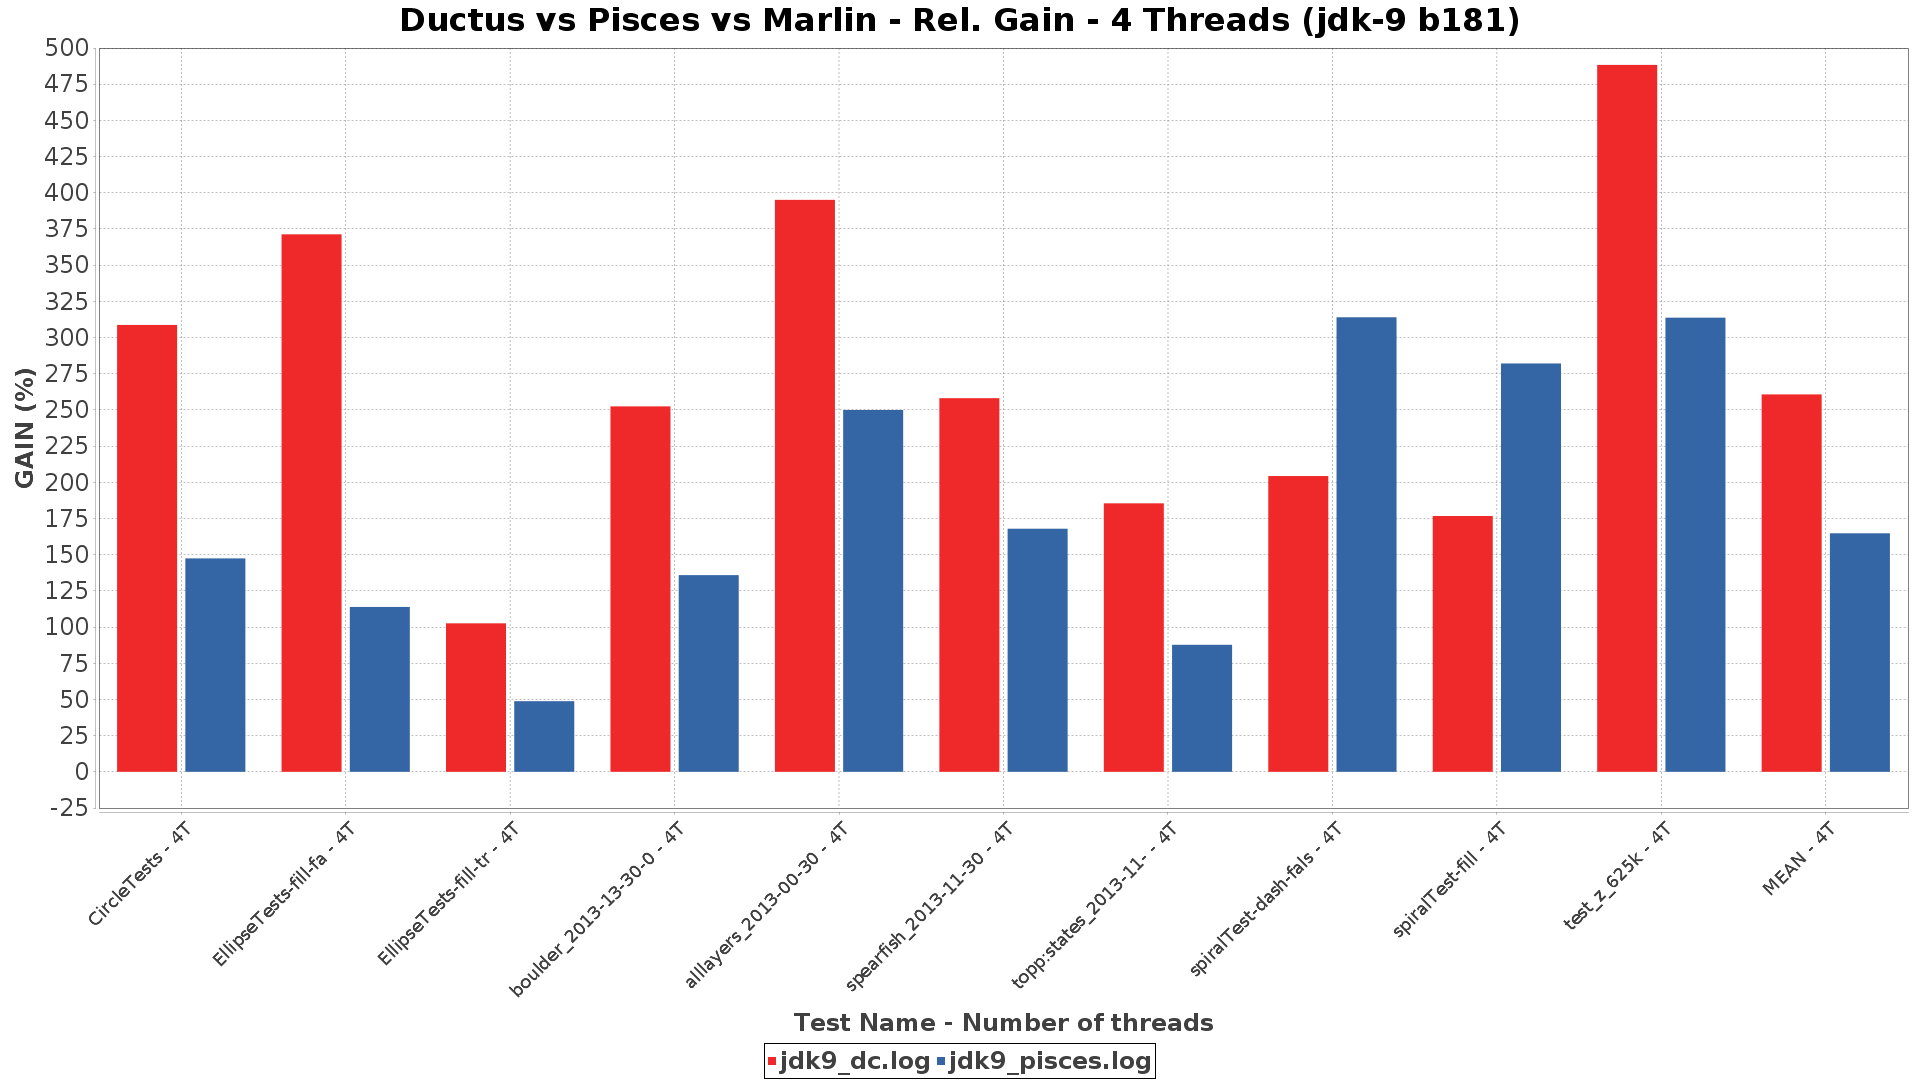 Ductus vs Pisces vs Marlin - Rel. Gain - 4 Threads (jdk-9 b181)
GAIN (%)
500
475
450
425
400
375
350
325
300
275
250
225
200
175
150
125
100
75
50
25
0
-25
CircleTests - 4T
EllipseTests-fill-fa - 4T
EllipseTests-fill-tr - 4T
boulder_2013-13-30-0 - 4T
alllayers_2013-00-30 - 4T
spearfish_2013-11-30 - 4T
topp:states_2013-11- - 4T
spiralTest-dash-fals - 4T
spiralTest-fill - 4T
test_z_625k - 4T
MEAN - 4T
Test Name - Number of threads
jdk9_dc.log jdk9_pisces.log